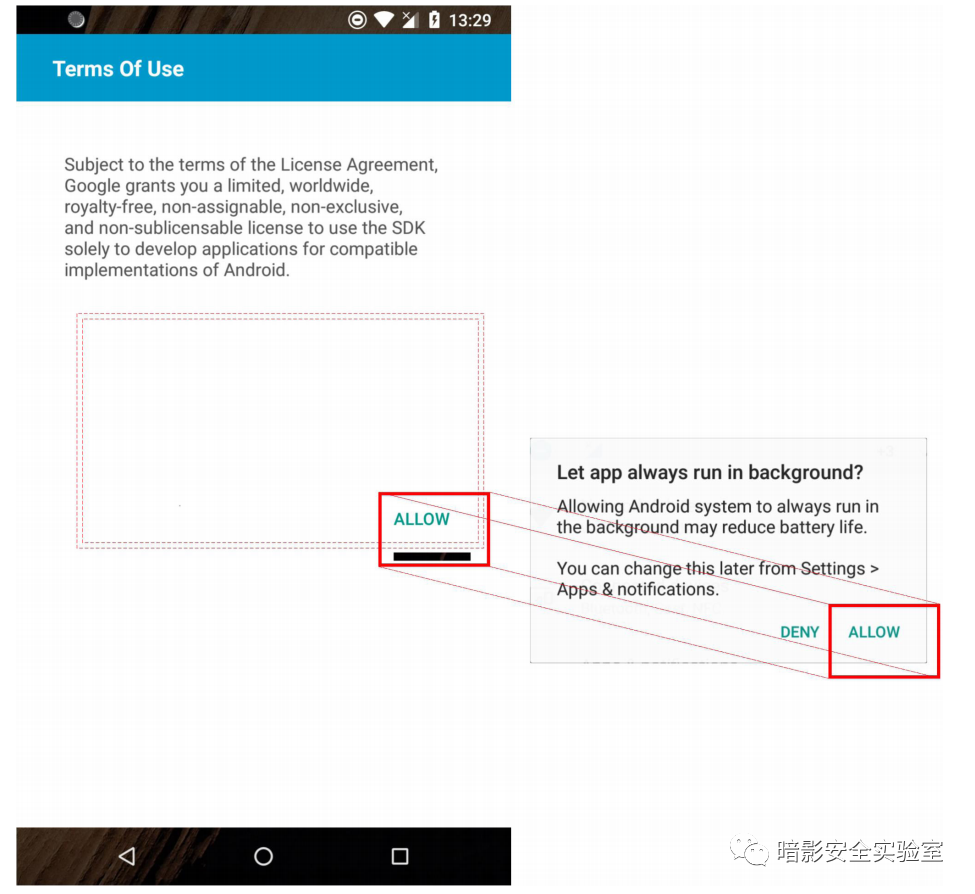 13:29
Terms Of Use
Subject to the terms of the License Agreement,
Google grants you a limited, worldwide,
royalty-free, non-assignable, non-exclusive,
and non-sublicensable license to use the SDK
solely to develop applications for compatible
implementations of Android.
ALLOW
Let app always run in background?
Allowing Android system to always run in
the background may reduce battery life.
You can change this later from Settings >
Apps & notifications.
DENY ALLOW
暗影安全实验室